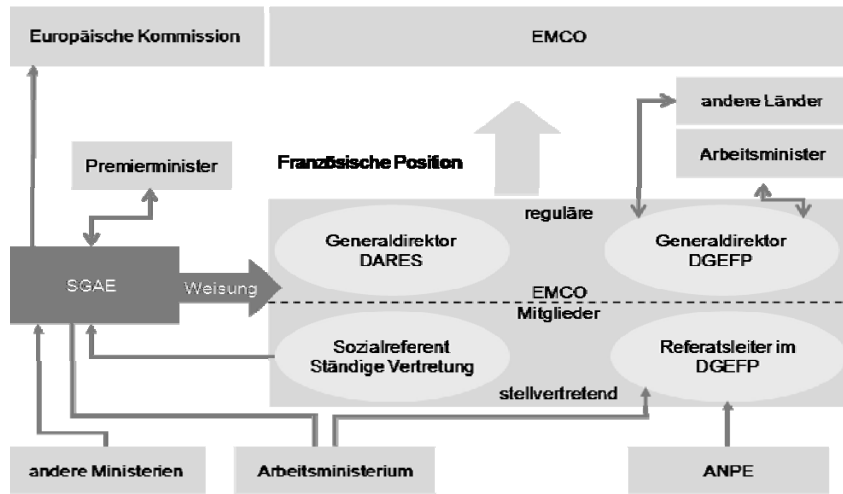 Europäische Kommission
EMCO
andere Länder
Premierminister
Französische Position
Arbeitsminister
reguläre
Generaldirektor
DARES
Generaldirektor
DGEFP
SGAE
Weisung
EMCO
Mitglieder
Sozialreferent
Ständige Vertretung
Referatsleiter im
DGEFP
stellvertretend
andere Ministerien
Arbeitsministerium
ANPE